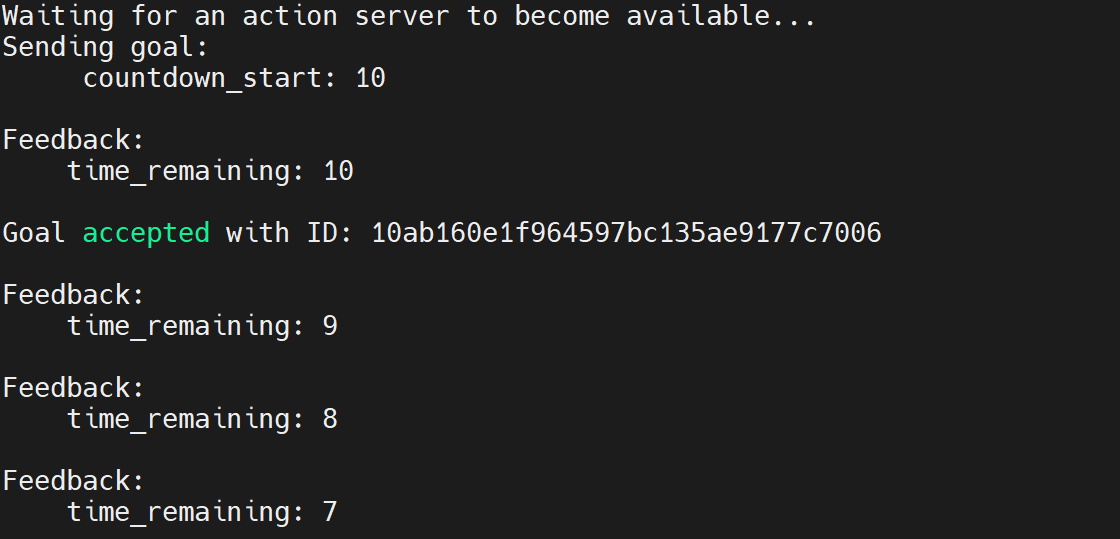 Waiting for an action server to become available...
Sending goal:
     countdown_start: 10

Feedback:
    time_remaining: 10

Goal accepted with ID: 10ab160e1f964597bc135ae9177c7006

Feedback:
    time_remaining: 9

Feedback:
    time_remaining: 8

Feedback:
    time_remaining: 7